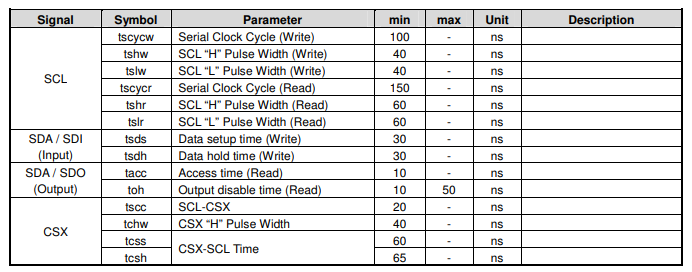 Signal Symbol Parameter min max Unit Description
SCL
tscycw Serial Clock Cycle (Write) 100 - ns
tshw SCL “H” Pulse Width (Write) 40 - ns
tslw SCL “L” Pulse Width (Write) 40 - ns
tscycr Serial Clock Cycle (Read) 150 - ns
tshr SCL “H” Pulse Width (Read) 60 - ns
tslr SCL “L” Pulse Width (Read) 60 - ns
SDA / SDI
(Input)
tsds Data setup time (Write) 30 - ns
tsdh Data hold time (Write) 30 - ns
SDA / SDO
(Output)
tacc Access time (Read) 10 - ns
toh Output disable time (Read) 10 50 ns
CSX
tscc SCL-CSX 20 - ns
tchw CSX “H” Pulse Width 40 - ns
tcss CSX-SCL Time 60 - ns
tcsh 65 - ns